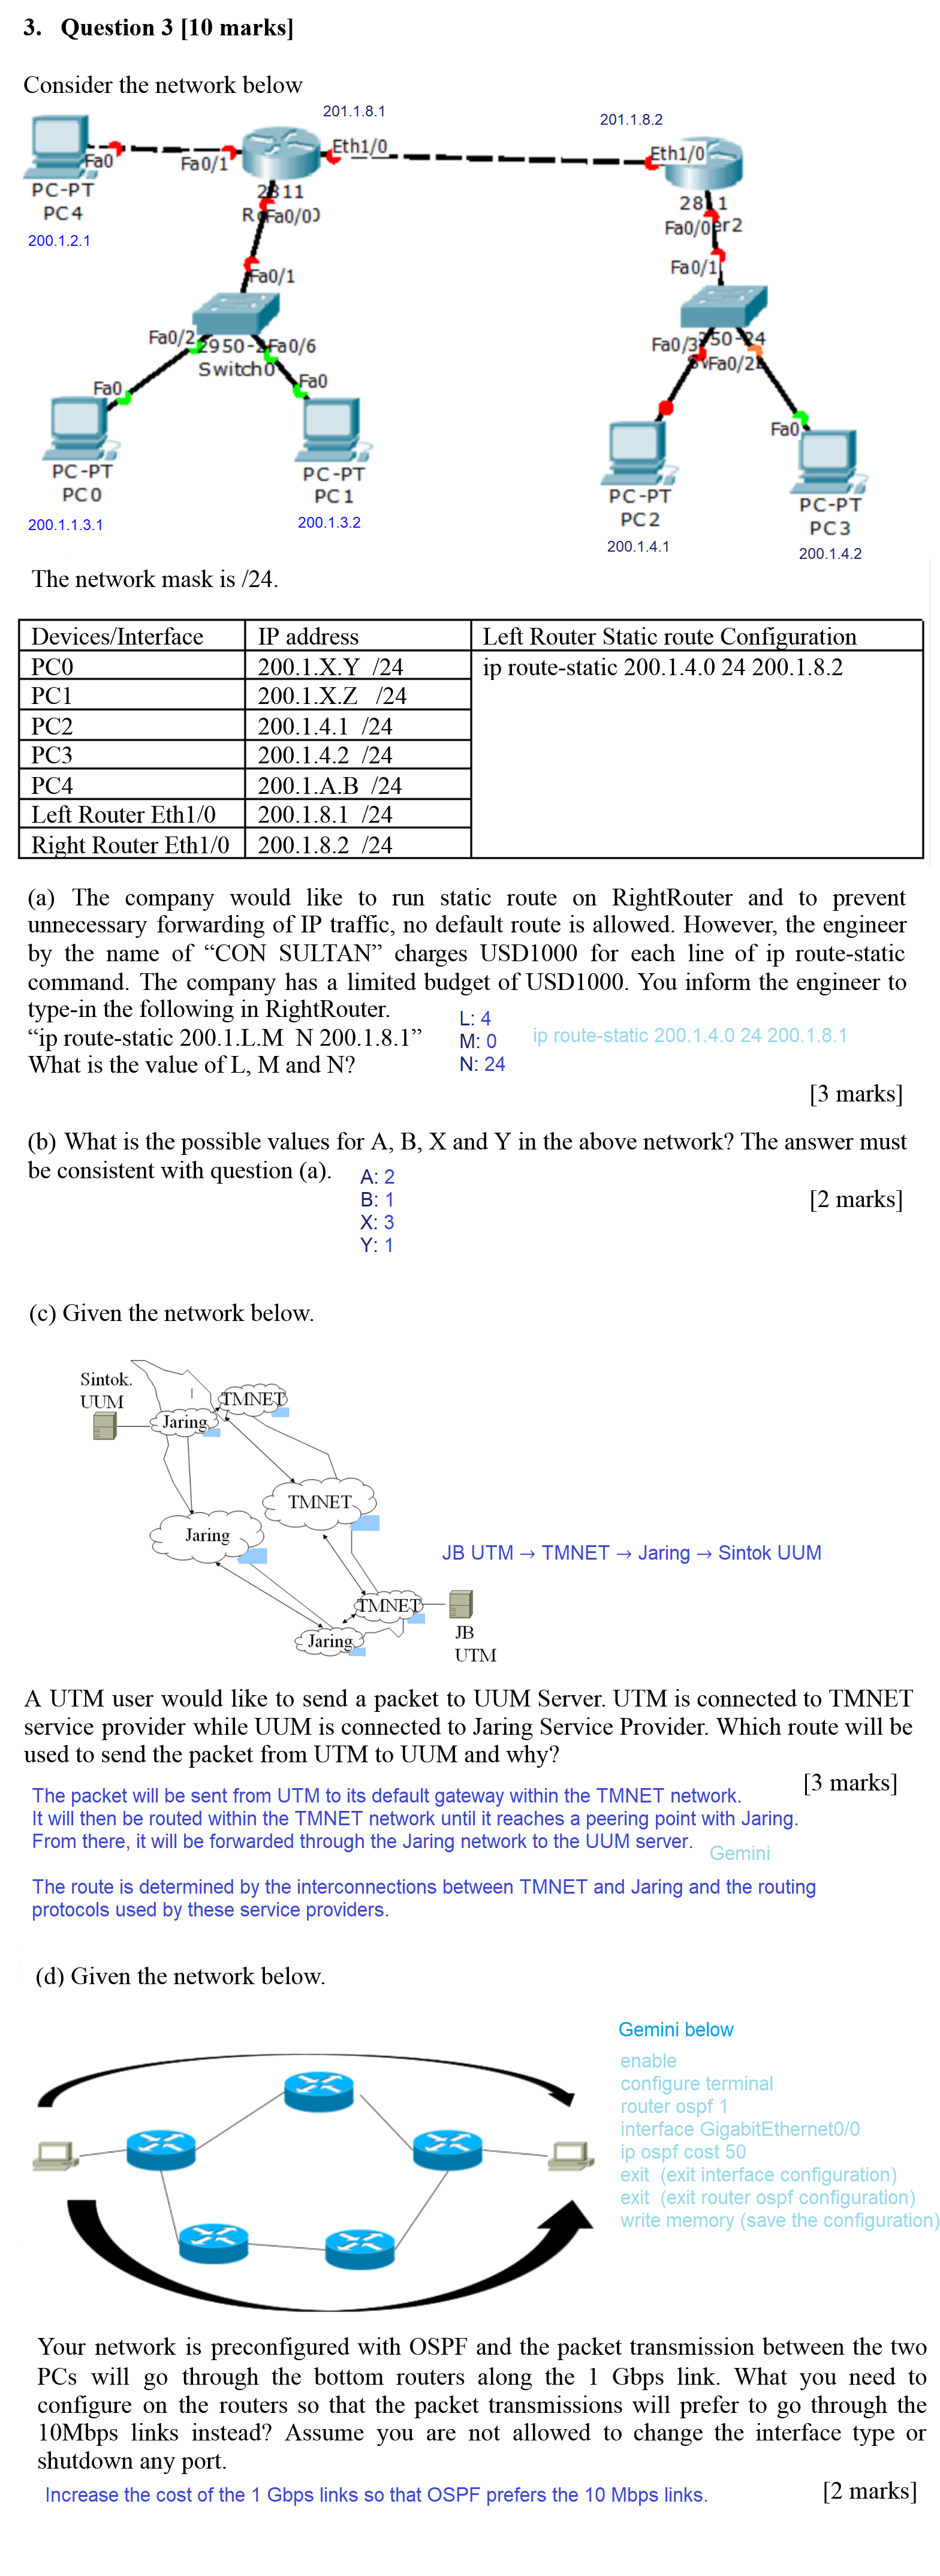 3. Question 3 [10 marks]
Consider the network below
201.1.8.1
201.1.8.2
Fa0
Fa0/1
Eth1/0
Eth1/0
PC-PT
PC4
2811
Fa0/0
2811
Fa0/0
er2
200.1.2.1
Fa0/1
Fa0/1
Fa0/2
2950-2
Fa0/6
Switch0
Fa0/3
50-24
Fa0/2
Fa0
Fa0
Fa0
PC-PT
PC0
PC-PT
PC1
PC-PT
PC2
PC-PT
PC3
200.1.1.3.1
200.1.3.2
200.1.4.1
200.1.4.2
The network mask is /24.
Devices/Interface IP address Left Router Static route Configuration
PC0 200.1.X.Y /24 ip route-static 200.1.4.0 24 200.1.8.2
PC1 200.1.X.Z /24
PC2 200.1.4.1 /24
PC3 200.1.4.2 /24
PC4 200.1.A.B /24
Left Router Eth1/0 200.1.8.1 /24
Right Router Eth1/0 200.1.8.2 /24
(a) The company would like to run static route on RightRouter and to prevent
unnecessary forwarding of IP traffic, no default route is allowed. However, the engineer
by the name of “CON SULTAN” charges USD1000 for each line of ip route-static
command. The company has a limited budget of USD1000. You inform the engineer to
type-in the following in RightRouter.
“ip route-static 200.1.L.M N 200.1.8.1”
What is the value of L, M and N?
L: 4
M: 0
N: 24
ip route-static 200.1.4.0 24 200.1.8.1
[3 marks]
(b) What is the possible values for A, B, X and Y in the above network? The answer must
be consistent with question (a).
A: 2
B: 1
X: 3
Y: 1
[2 marks]
(c) Given the network below.
Sintok.
UUM
TMNET
Jaring
TMNET
Jaring
JB UTM → TMNET → Jaring → Sintok UUM
TMNET
Jaring
JB
UTM
A UTM user would like to send a packet to UUM Server. UTM is connected to TMNET
service provider while UUM is connected to Jaring Service Provider. Which route will be
used to send the packet from UTM to UUM and why?
[3 marks]
The packet will be sent from UTM to its default gateway within the TMNET network.
It will then be routed within the TMNET network until it reaches a peering point with Jaring.
From there, it will be forwarded through the Jaring network to the UUM server.
Gemini
The route is determined by the interconnections between TMNET and Jaring and the routing
protocols used by these service providers.
(d) Given the network below.
Gemini below
enable
configure terminal
router ospf 1
interface GigabitEthernet0/0
ip ospf cost 50
exit (exit interface configuration)
exit (exit router ospf configuration)
write memory (save the configuration)
Your network is preconfigured with OSPF and the packet transmission between the two
PCs will go through the bottom routers along the 1 Gbps link. What you need to
configure on the routers so that the packet transmissions will prefer to go through the
10Mbps links instead? Assume you are not allowed to change the interface type or
shutdown any port.
[2 marks]
Increase the cost of the 1 Gbps links so that OSPF prefers the 10 Mbps links.